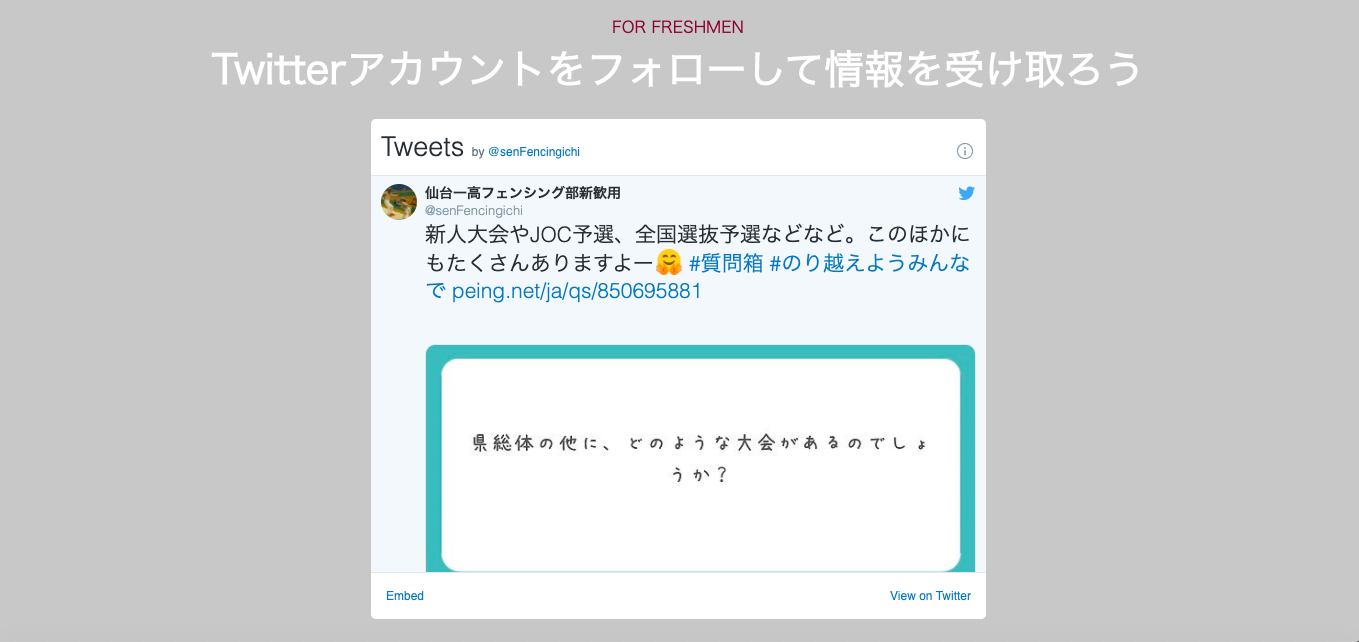 FOR FRESHMEN
Twitterアカウントをフォローして情報を受け取ろう
Tweets by @senFencingichi
仙台一高フェンシング部新歓用
@senFencingichi
新人大会やJOC予選、全国選抜予選などなど。このほかに
もたくさんありますよー🤗 #質問箱 #のり越えようみんな
で peing.net/ja/qs/850695881
県総体の他に、どのような大会があるのでしょ
うか？
Embed
View on Twitter